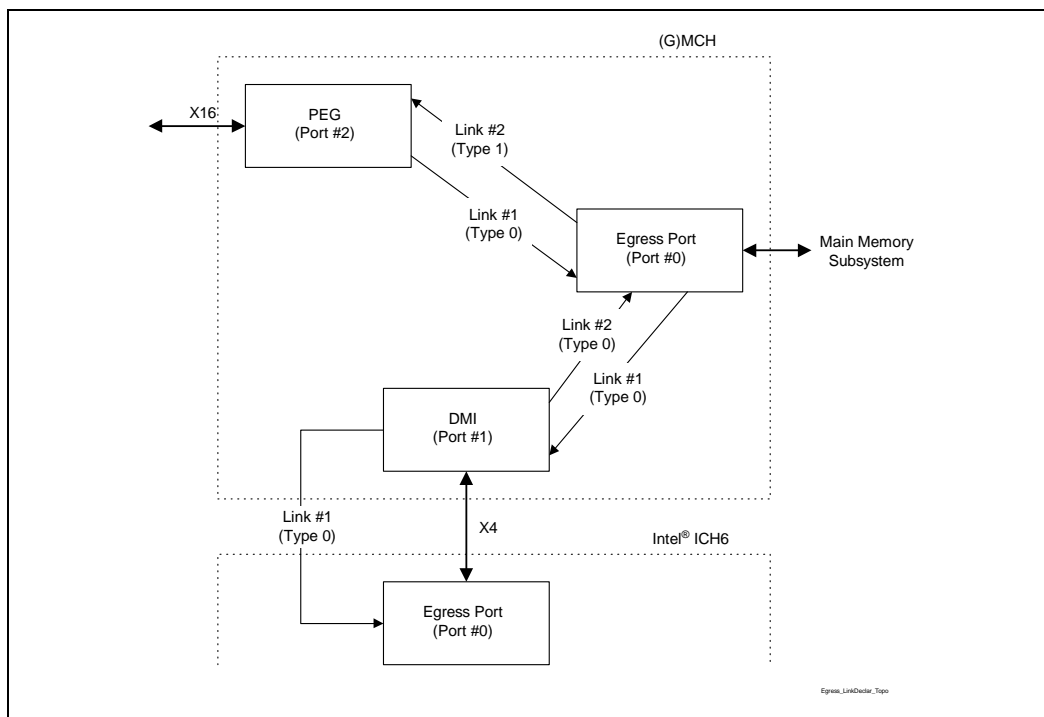 (G)MCH
X16
PEG
(Port #2)
Link #2
(Type 1)
Link #1
(Type 0)
Egress Port
(Port #0)
Main Memory
Subsystem
Link #2
(Type 0)
Link #1
(Type 0)
DMI
(Port #1)
Link #1
(Type 0)
X4
Intel® ICH6
Egress Port
(Port #0)
Egress_LinkDeclar_Topo